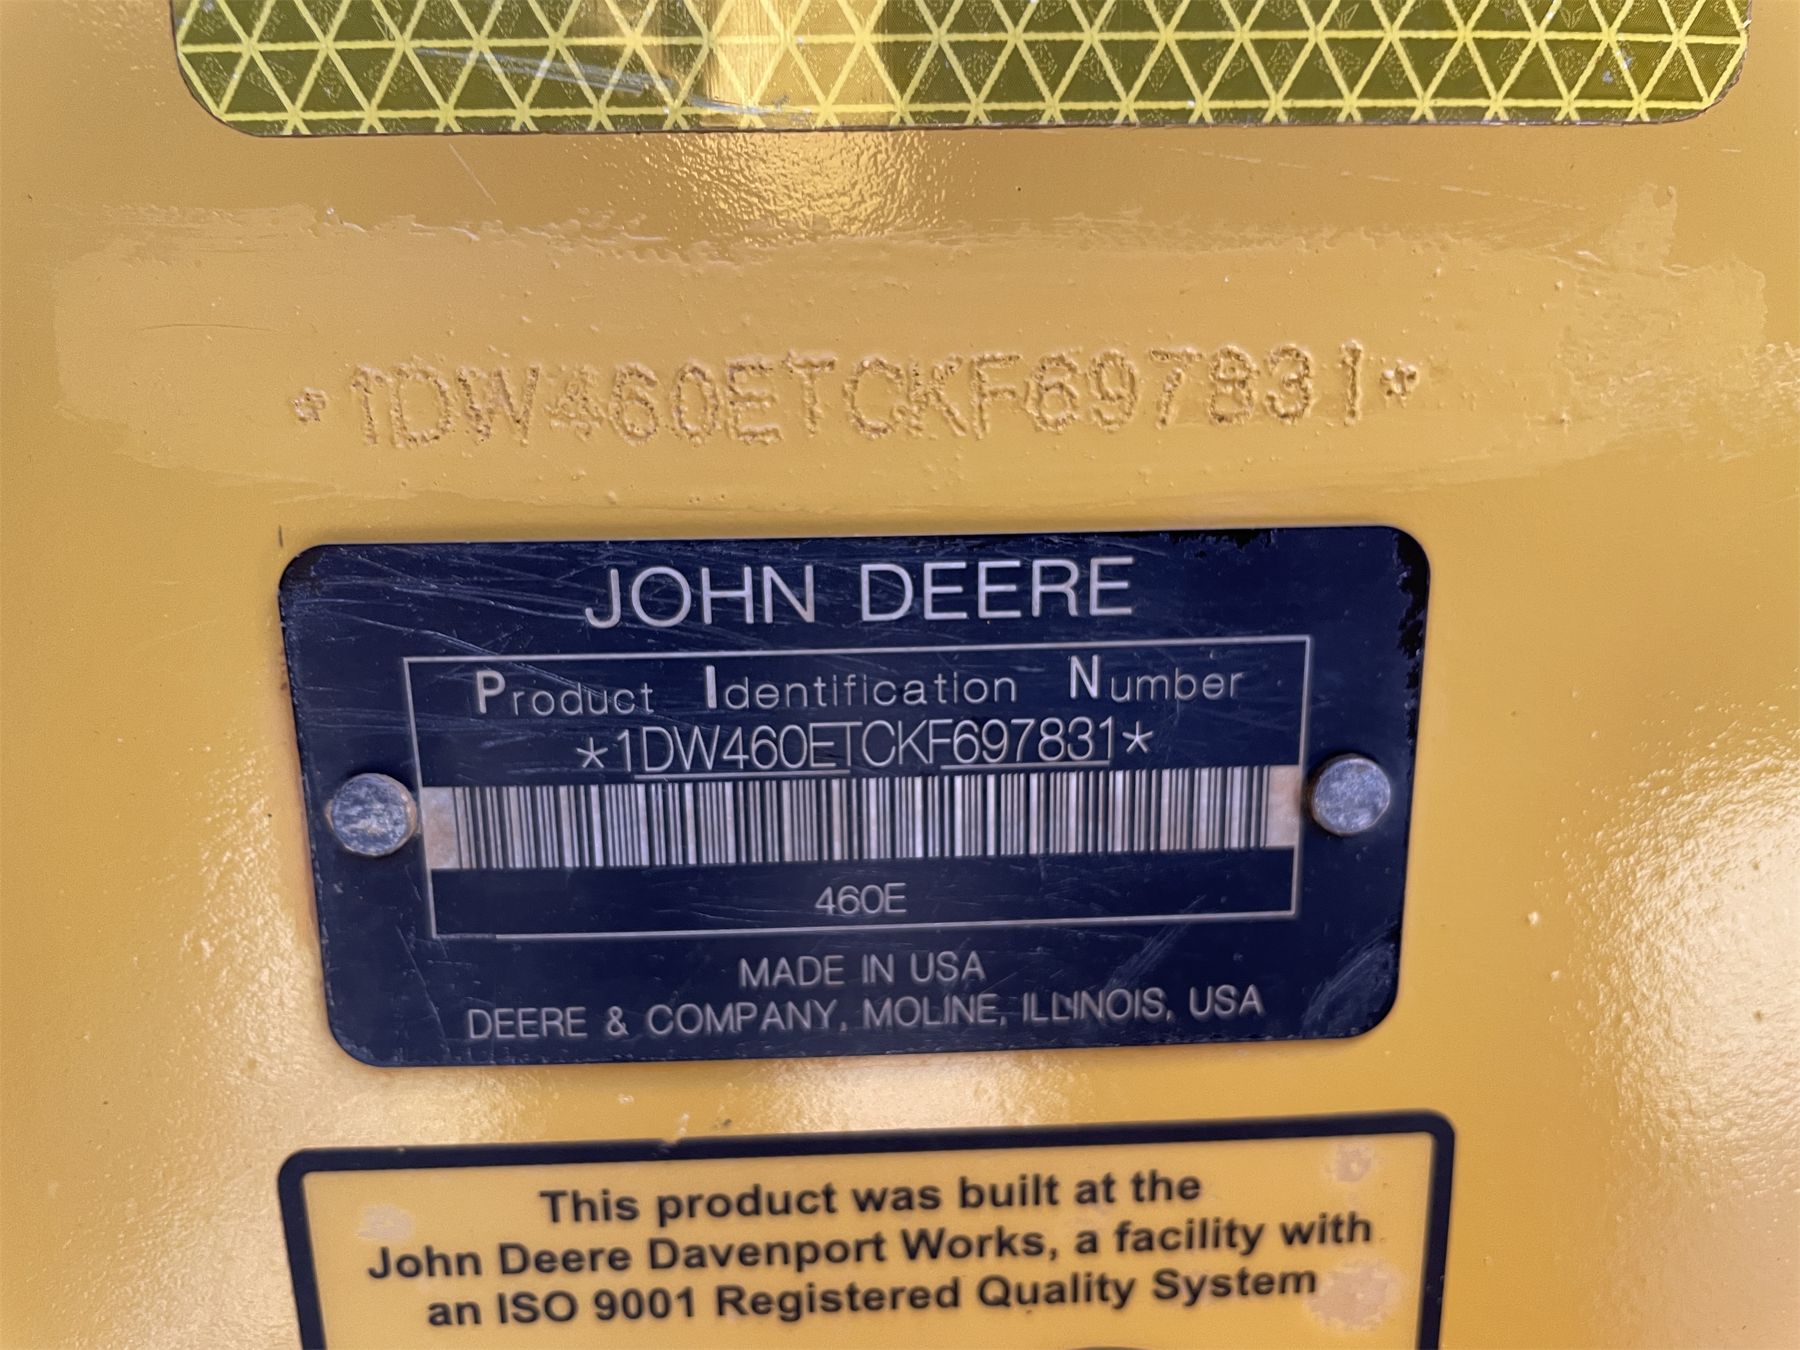 *1DW460ETCKF697831*
JOHN DEERE
Product Identification Number
*1DW460ETCKF697831*
460E
MADE IN USA
DEERE & COMPANY, MOLINE, ILLINOIS, USA
This product was built at the
John Deere Davenport Works, a facility with
an ISO 9001 Registered Quality System